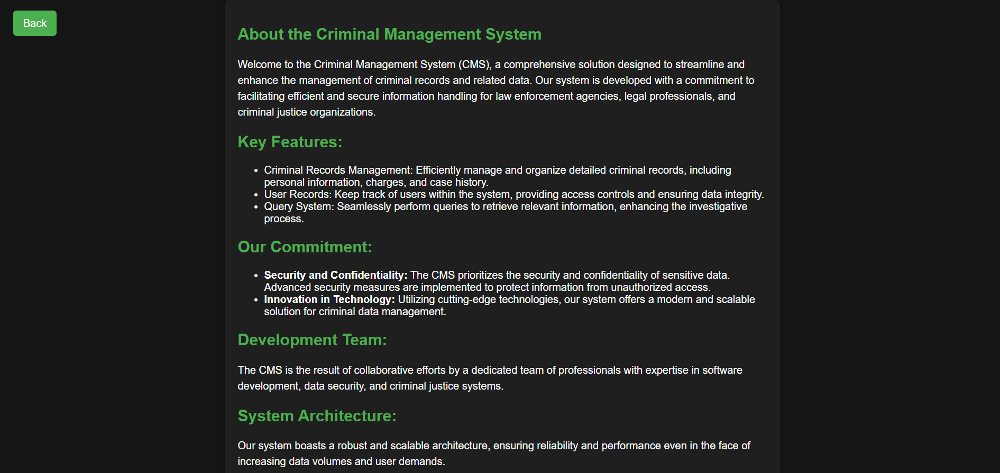 Back
About the Criminal Management System
Welcome to the Criminal Management System (CMS), a comprehensive solution designed to streamline and
enhance the management of criminal records and related data. Our system is developed with a commitment to
facilitating efficient and secure information handling for law enforcement agencies, legal professionals, and
criminal justice organizations.
Key Features:
• Criminal Records Management: Efficiently manage and organize detailed criminal records, including
personal information, charges, and case history.
• User Records: Keep track of users within the system, providing access controls and ensuring data integrity.
• Query System: Seamlessly perform queries to retrieve relevant information, enhancing the investigative
process.
Our Commitment:
• Security and Confidentiality: The CMS prioritizes the security and confidentiality of sensitive data.
Advanced security measures are implemented to protect information from unauthorized access.
• Innovation in Technology: Utilizing cutting-edge technologies, our system offers a modern and scalable
solution for criminal data management.
Development Team:
The CMS is the result of collaborative efforts by a dedicated team of professionals with expertise in software
development, data security, and criminal justice systems.
System Architecture:
Our system boasts a robust and scalable architecture, ensuring reliability and performance even in the face of
increasing data volumes and user demands.